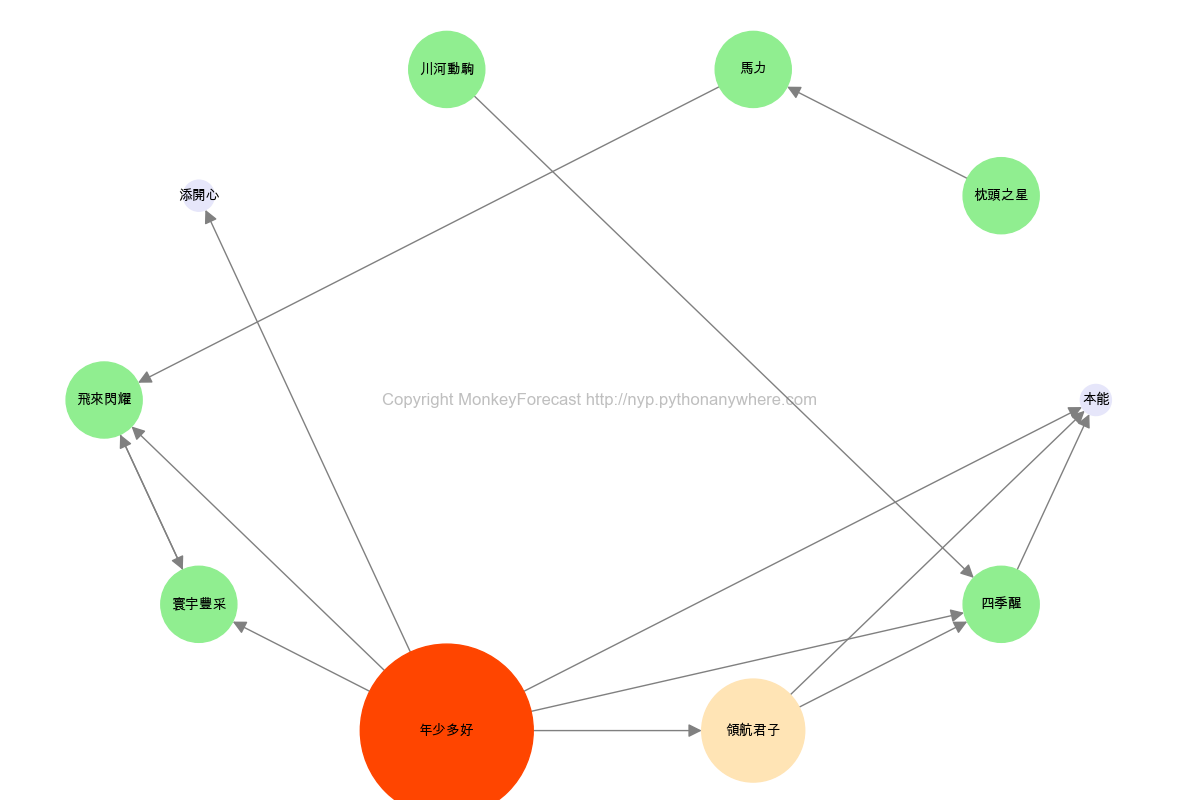 川河動駒
馬力
添開心
枕頭之星
飛來閃耀
Copyright MonkeyForecast http://nyp.pythonanywhere.com
本能
寰宇豐采
四季醒
年少多好
領航君子